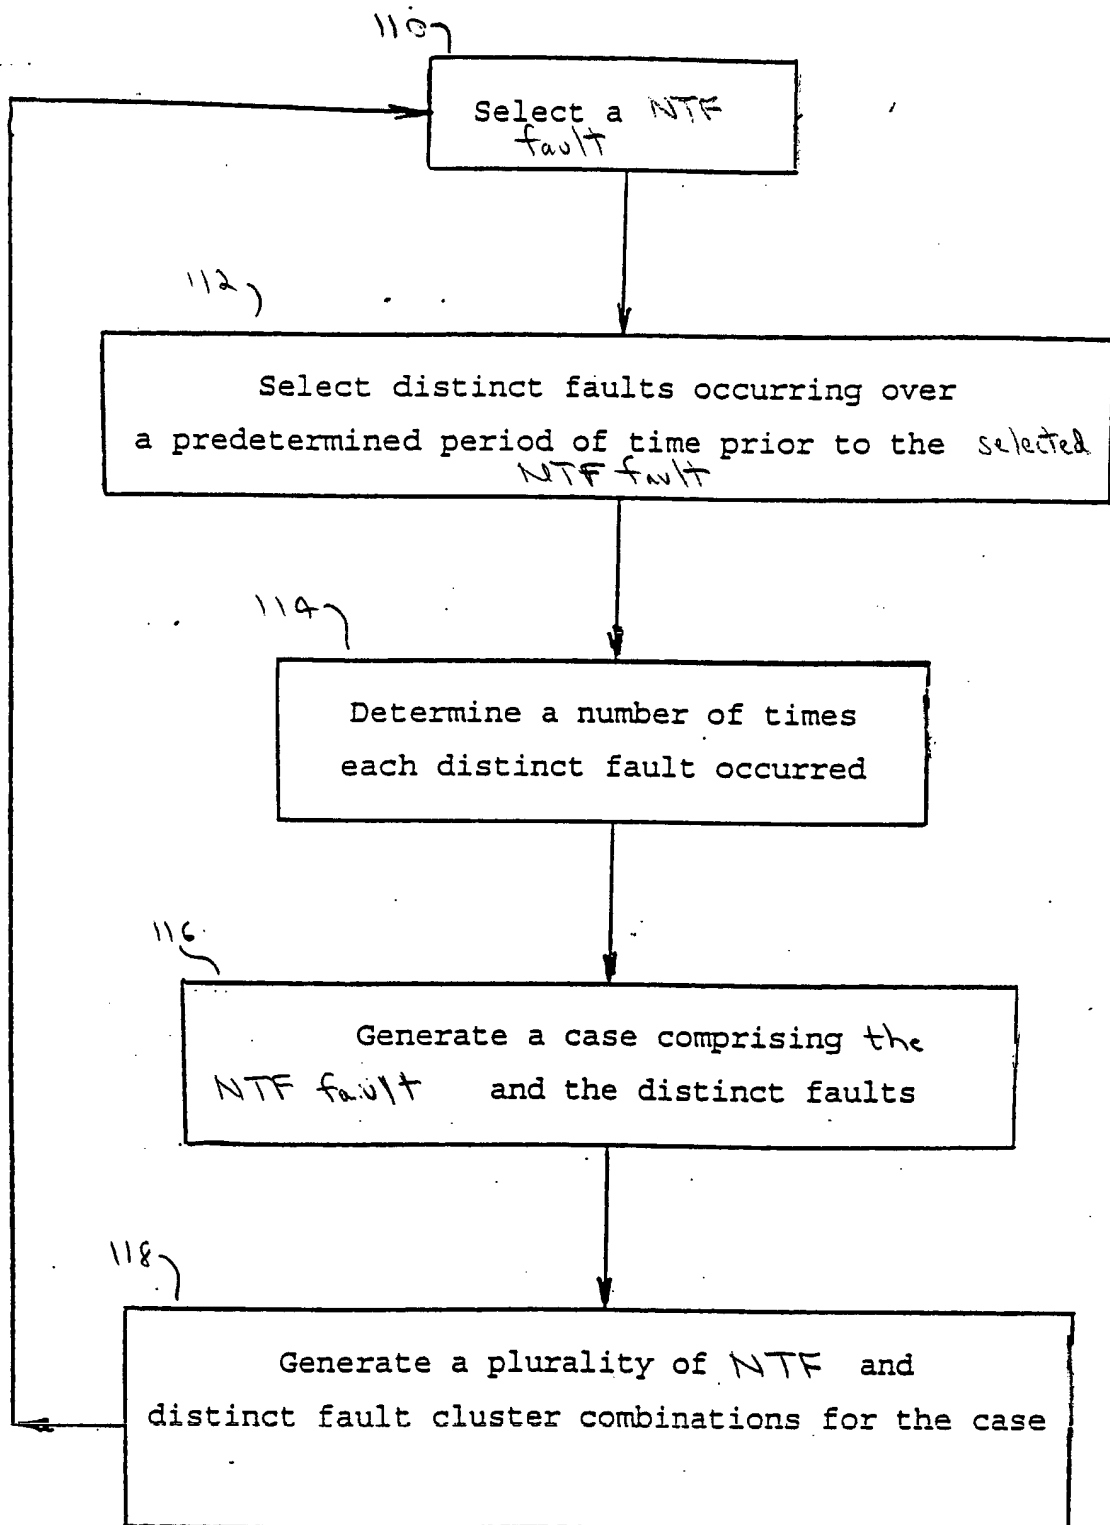 110
Select a NTF
fault
112
Select distinct faults occurring over
a predetermined period of time prior to the selected
NTF fault
114
Determine a number of times
each distinct fault occurred
116
Generate a case comprising the
NTF fault and the distinct faults
118
Generate a plurality of NTF and
distinct fault cluster combinations for the case